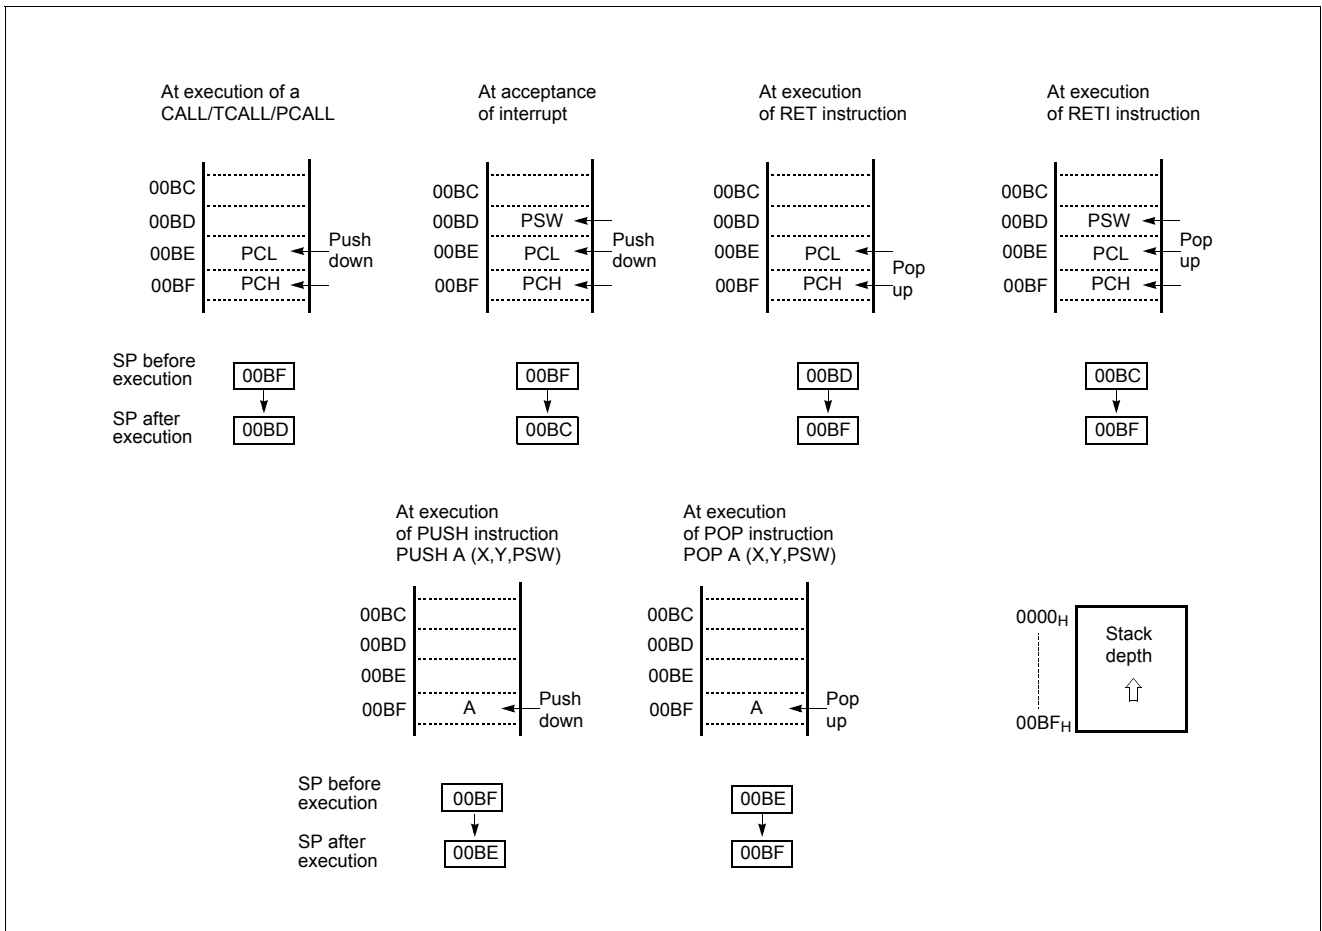 At execution of a
CALL/TCALL/PCALL
00BC
00BD
00BE
PCL
00BF
PCH
Push
down
At acceptance
of interrupt
00BC
00BD
PSW
00BE
PCL
00BF
PCH
Push
down
At execution
of RET instruction
00BC
00BD
00BE
PCL
00BF
PCH
Pop
up
At execution
of RETI instruction
00BC
00BD
PSW
00BE
PCL
00BF
PCH
Pop
up
SP before
execution
00BF
00BF
00BD
00BC
SP after
execution
00BD
00BC
00BF
00BF
At execution
of PUSH instruction
PUSH A (X,Y,PSW)
00BC
00BD
00BE
00BF
A
Push
down
At execution
of POP instruction
POP A (X,Y,PSW)
00BC
00BD
00BE
00BF
A
Pop
up
0000H
Stack
depth
00BFH
SP before
execution
00BF
00BE
SP after
execution
00BE
00BF